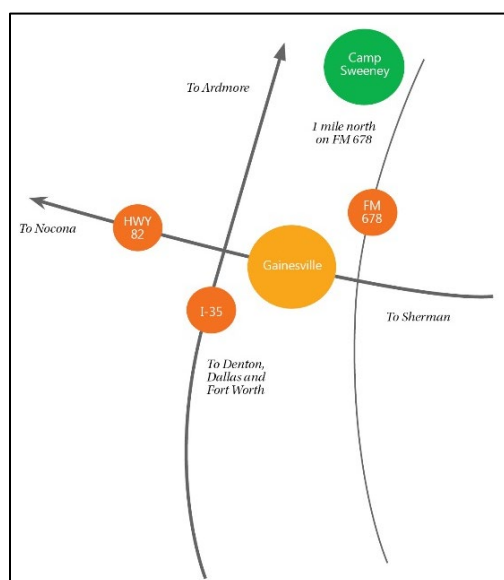 Camp
Sweeney
To Ardmore
1 mile north
on FM 678
FM
678
HWY
82
To Nocona
Gainesville
I-35
To Sherman
To Denton,
Dallas and
Fort Worth